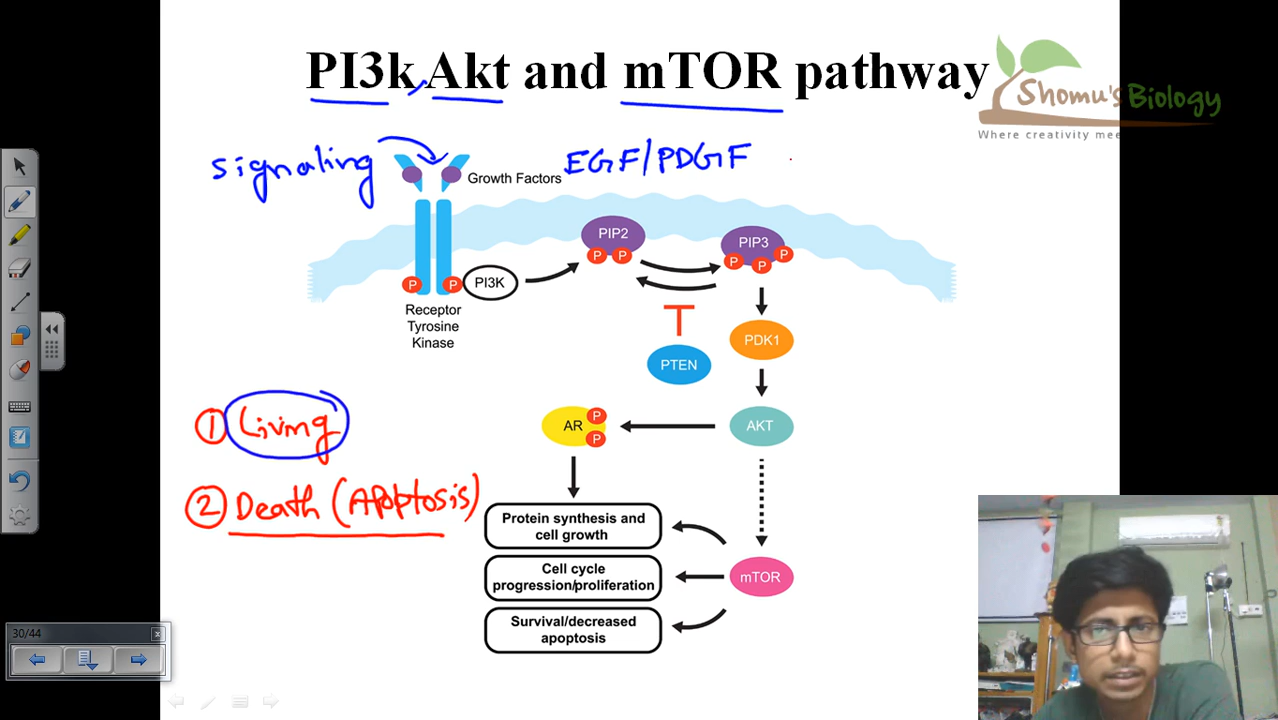 PI3k, Akt and mTOR pathway
Shomu's Biology
Where creativity mee
signaling
EGF/PDGF
Growth Factors
PIP2
P P
PIP3
P P P
P P
PI3K
Receptor
Tyrosine
Kinase
PDK1
PTEN
① Living
AR
P
P
AKT
② Death (Apoptosis)
Protein synthesis and
cell growth
Cell cycle
progression/proliferation
mTOR
Survival/decreased
apoptosis
30/44